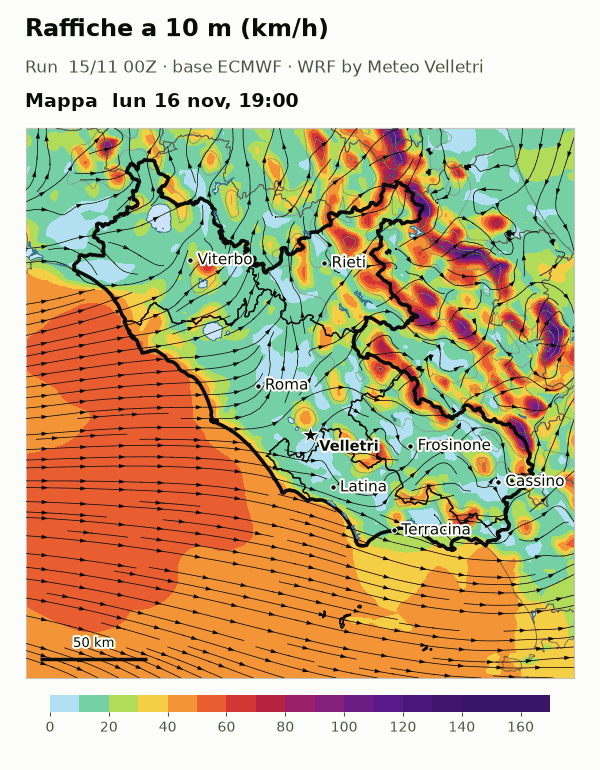 Raffiche a 10 m (km/h)
Run  15/11 00Z · base ECMWF · WRF by Meteo Velletri
Mappa  lun 16 nov, 19:00
Viterbo
Rieti
Roma
Velletri
Frosinone
Cassino
Latina
Terracina
50 km
0 20 40 60 80 100 120 140 160